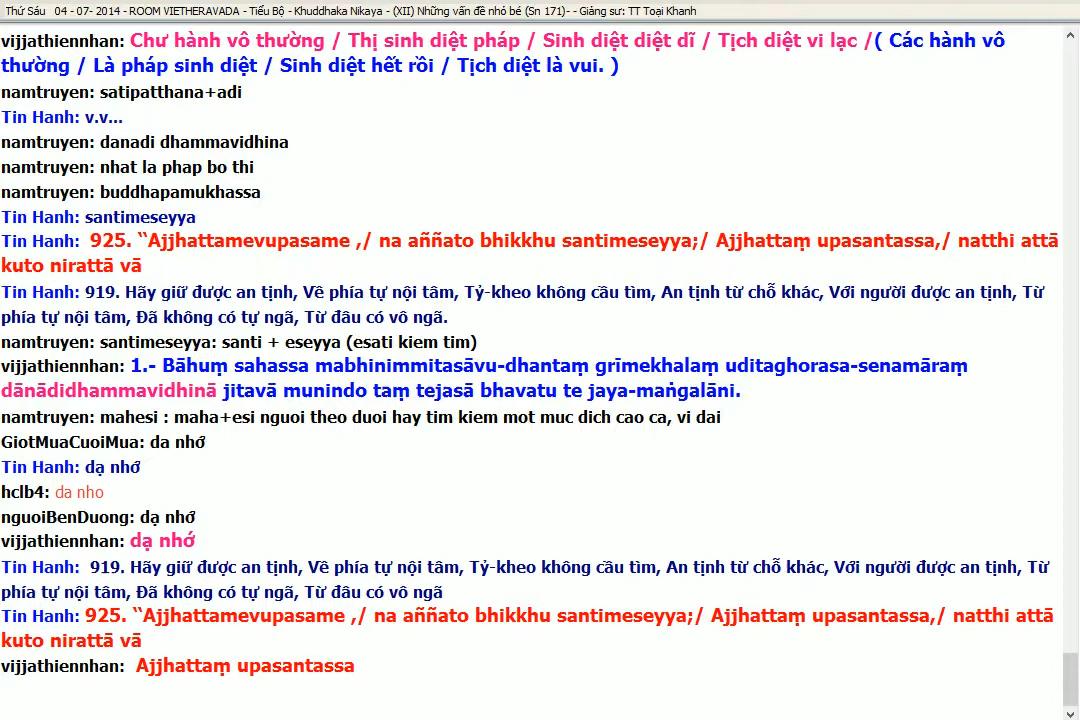 Thứ Sáu   04 - 07- 2014 - ROOM VIETHERAVADA - Tiểu Bộ - Khuddhaka Nikaya - (XII) Những vấn đề nhỏ bé (Sn 171)- - Giảng sư: TT Toại Khanh
vijjathiennhan: Chư hành vô thường / Thị sinh diệt pháp / Sinh diệt diệt dĩ / Tịch diệt vi lạc /( Các hành vô
thường / Là pháp sinh diệt / Sinh diệt hết rồi / Tịch diệt là vui. )
namtruyen: satipatthana+adi
Tin Hanh: v.v...
namtruyen: danadi dhammavidhina
namtruyen: nhat la phap bo thi
namtruyen: buddhapamukhassa
Tin Hanh: santimeseyya
Tin Hanh:  925. “Ajjhattamevupasame ,/ na aññato bhikkhu santimeseyya;/ Ajjhattaṃ upasantassa,/ natthi attā
kuto nirattā vā
Tin Hanh: 919. Hãy giữ được an tịnh, Về phía tự nội tâm, Tỷ-kheo không cầu tìm, An tịnh từ chỗ khác, Với người được an tịnh, Từ
phía tự nội tâm, Đã không có tự ngã, Từ đâu có vô ngã.
namtruyen: santimeseyya: santi + eseyya (esati kiem tim)
vijjathiennhan: 1.- Bāhuṃ sahassa mabhinimmitasāvu-dhantaṃ grīmekhalaṃ uditaghorasa-senamāraṃ
dānādidhammavidhinā jitavā munindo taṃ tejasā bhavatu te jaya-maṅgalāni.
namtruyen: mahesi : maha+esi nguoi theo duoi hay tim kiem mot muc dich cao ca, vi dai
GiotMuaCuoiMua: da nhớ
Tin Hanh: dạ nhớ
hclb4: da nho
nguoiBenDuong: dạ nhớ
vijjathiennhan: dạ nhớ
Tin Hanh:  919. Hãy giữ được an tịnh, Về phía tự nội tâm, Tỷ-kheo không cầu tìm, An tịnh từ chỗ khác, Với người được an tịnh, Từ
phía tự nội tâm, Đã không có tự ngã, Từ đâu có vô ngã
Tin Hanh: 925. “Ajjhattamevupasame ,/ na aññato bhikkhu santimeseyya;/ Ajjhattaṃ upasantassa,/ natthi attā
kuto nirattā vā
vijjathiennhan:  Ajjhattaṃ upasantassa